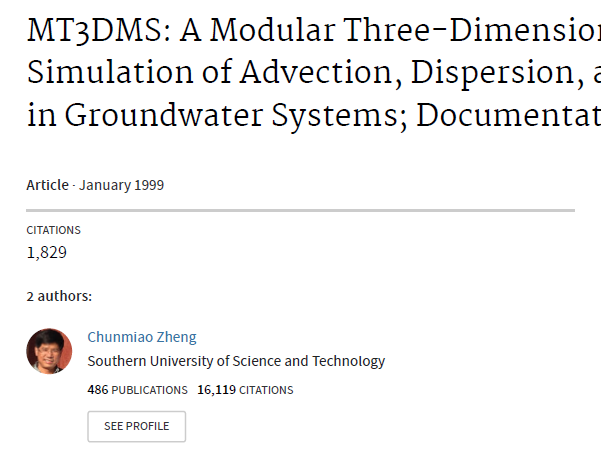 MT3DMS: A Modular Three-Dimension
Simulation of Advection, Dispersion, a
in Groundwater Systems; Documentat
Article · January 1999
CITATIONS
1,829
2 authors:
Chunmiao Zheng
Southern University of Science and Technology
486 PUBLICATIONS 16,119 CITATIONS
SEE PROFILE